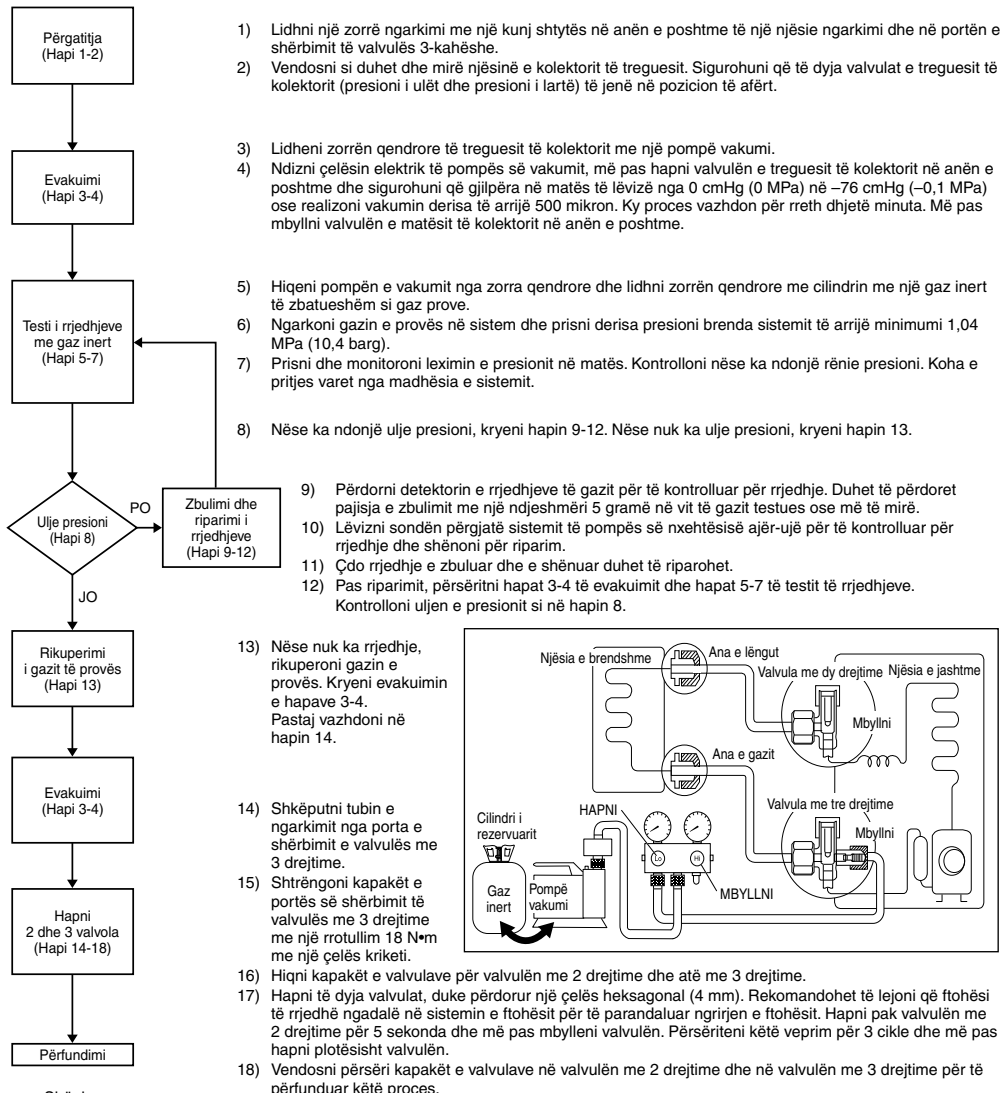 Përgatitja
(Hapi 1-2)
1) Lidhni një zorrë ngarkimi me një kunj shtytës në anën e poshtme të një njësie ngarkimi dhe në portën e
shërbimit të valvulës 3-kahëshe.
2) Vendosni si duhet dhe mirë njësinë e kolektorit të treguesit. Sigurohuni që të dyja valvulat e treguesit të
kolektorit (presioni i ulët dhe presioni i lartë) të jenë në pozicion të afërt.
Evakuimi
(Hapi 3-4)
3) Lidheni zorrën qendrore të treguesit të kolektorit me një pompë vakumi.
4) Ndizni çelësin elektrik të pompës së vakumit, më pas hapni valvulën e treguesit të kolektorit në anën e
poshtme dhe sigurohuni që gjilpëra në matës të lëvizë nga 0 cmHg (0 MPa) në –76 cmHg (–0,1 MPa)
ose realizoni vakumin derisa të arrijë 500 mikron. Ky proces vazhdon për rreth dhjetë minuta. Më pas
mbyllni valvulën e matësit të kolektorit në anën e poshtme.
Testi i rrjedhjeve
me gaz inert
(Hapi 5-7)
5) Hiqeni pompën e vakumit nga zorra qendrore dhe lidhni zorrën qendrore me cilindrin me një gaz inert
të zbatueshëm si gaz prove.
6) Ngarkoni gazin e provës në sistem dhe prisni derisa presioni brenda sistemit të arrijë minimumi 1,04
MPa (10,4 barg).
7) Prisni dhe monitoroni leximin e presionit në matës. Kontrolloni nëse ka ndonjë rënie presioni. Koha e
pritjes varet nga madhësia e sistemit.
8) Nëse ka ndonjë ulje presioni, kryeni hapin 9-12. Nëse nuk ka ulje presioni, kryeni hapin 13.
Ulje presioni
(Hapi 8)
PO
JO
Zbulimi dhe
riparimi i
rrjedhjeve
(Hapi 9-12)
9) Përdorni detektorin e rrjedhjeve të gazit për të kontrolluar për rrjedhje. Duhet të përdoret
pajisja e zbulimit me një ndjeshmëri 5 gramë në vit të gazit testues ose më të mirë.
10) Lëvizni sondën përgjatë sistemit të pompës së nxehtësisë ajër-ujë për të kontrolluar për
rrjedhje dhe shënoni për riparim.
11) Çdo rrjedhje e zbuluar dhe e shënuar duhet të riparohet.
12) Pas riparimit, përsëritni hapat 3-4 të evakuimit dhe hapat 5-7 të testit të rrjedhjeve.
Kontrolloni uljen e presionit si në hapin 8.
Rikuperimi
i gazit të provës
(Hapi 13)
13) Nëse nuk ka rrjedhje,
rikuperoni gazin e
provës. Kryeni evakuimin
e hapave 3-4.
Pastaj vazhdoni në
hapin 14.
Evakuimi
(Hapi 3-4)
14) Shkëputni tubin e
ngarkimit nga porta e
shërbimit e valvulës me
3 drejtime.
15) Shtrëngoni kapakët e
portës së shërbimit të
valvulës me 3 drejtime
me një rrotullim 18 N•m
me një çelës kriketi.
Njësia e brendshme
Ana e lëngut
Valvula me dy drejtime
Njësia e jashtme
Mbyllni
Ana e gazit
Valvula me tre drejtime
Mbyllni
HAPNI
Cilindri i
rezervuarit
Lo
Hi
MBYLLNI
Gaz
inert
Pompë
vakumi
Hapni
2 dhe 3 valvola
(Hapi 14-18)
16) Hiqni kapakët e valvulave për valvulën me 2 drejtime dhe atë me 3 drejtime.
17) Hapni të dyja valvulat, duke përdorur një çelës heksagonal (4 mm). Rekomandohet të lejoni që ftohësi
të rrjedhë ngadalë në sistemin e ftohësit për të parandaluar ngrirjen e ftohësit. Hapni pak valvulën me
2 drejtime për 5 sekonda dhe më pas mbylleni valvulën. Përsëriteni këtë veprim për 3 cikle dhe më pas
hapni plotësisht valvulën.
Përfundimi
18) Vendosni përsëri kapakët e valvulave në valvulën me 2 drejtime dhe në valvulën me 3 drejtime për të
përfunduar këtë proces.